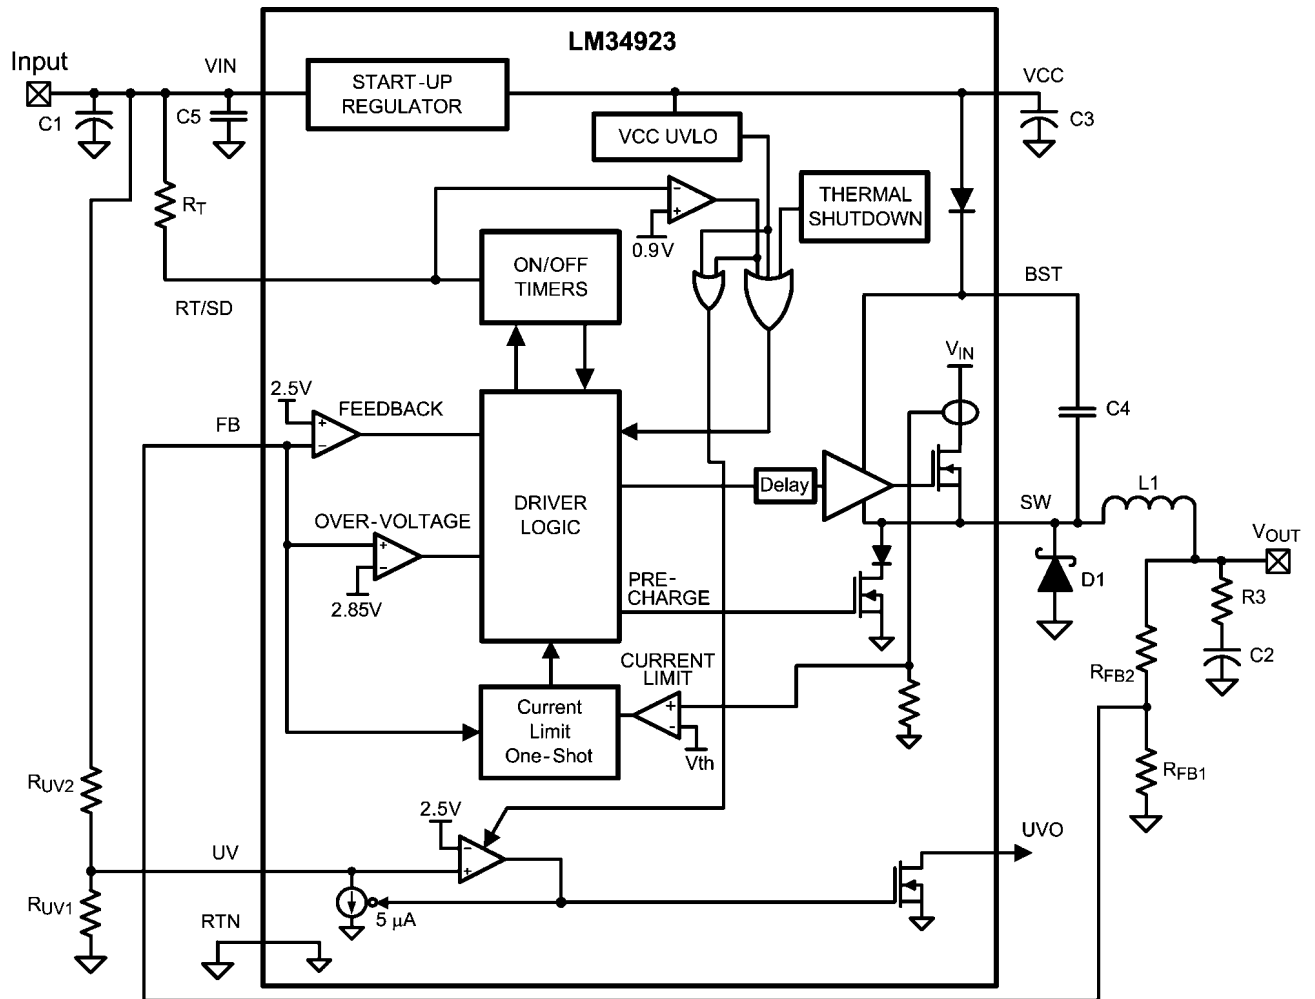 LM34923
Input
VIN
START-UP
REGULATOR
VCC
C1
C5
C3
VCC UVLO
THERMAL
SHUTDOWN
RT
0.9V
ON/OFF
TIMERS
RT/SD
BST
2.5V
FEEDBACK
FB
VIN
C4
DRIVER
LOGIC
Delay
OVER-VOLTAGE
2.85V
SW
L1
VOUT
PRE-
CHARGE
D1
R3
C2
RFB2
CURRENT
LIMIT
Current
Limit
One-Shot
Vth
RFB1
RUV2
2.5V
UV
UVO
RUV1
5 μA
RTN